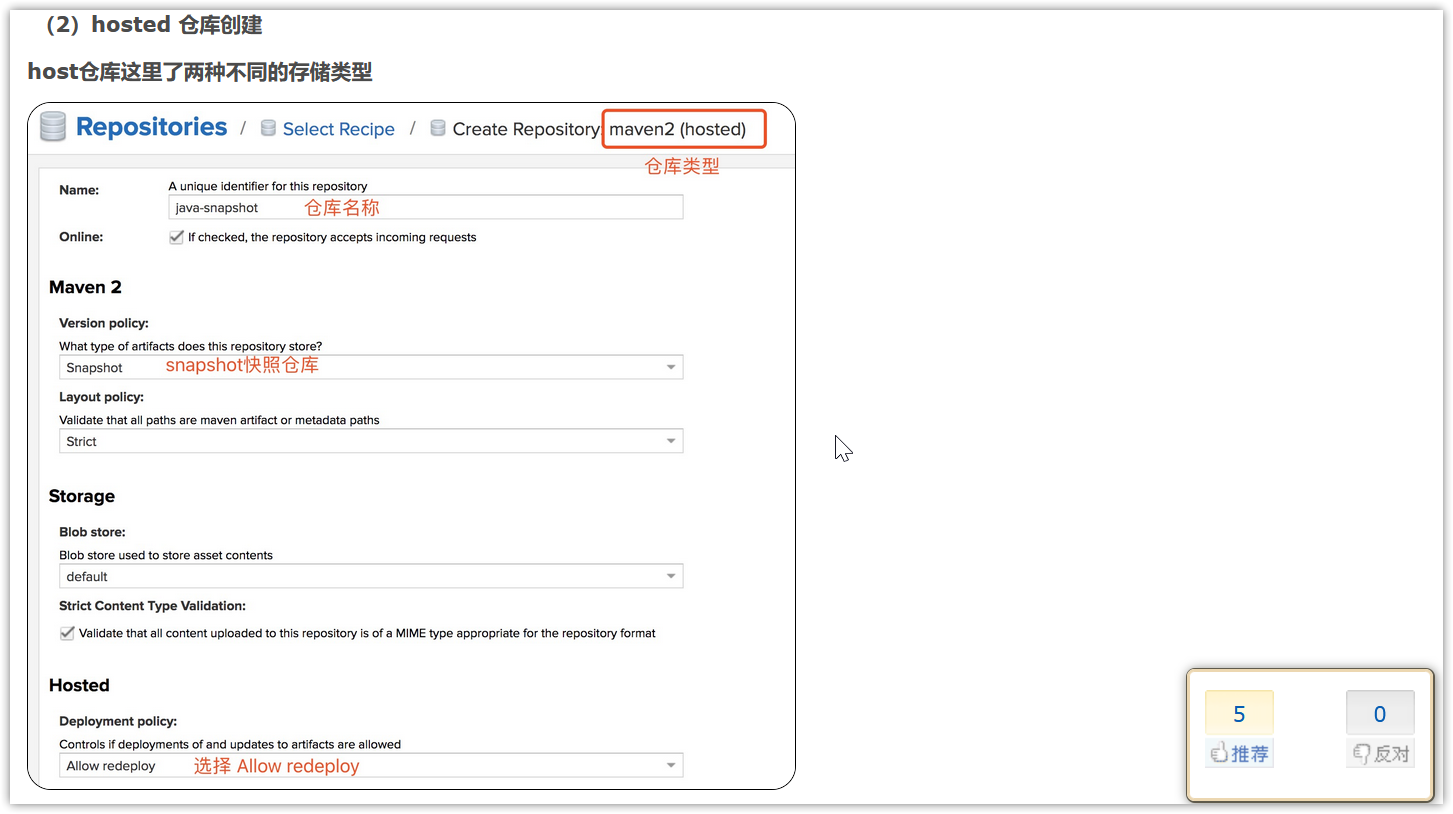 （2）hosted 仓库创建
host仓库这里了两种不同的存储类型
Repositories / Select Recipe / Create Repository: maven2 (hosted)
仓库类型
Name: A unique identifier for this repository
java-snapshot 仓库名称
Online: If checked, the repository accepts incoming requests
Maven 2
Version policy:
What type of artifacts does this repository store?
Snapshot snapshot快照仓库
Layout policy:
Validate that all paths are maven artifact or metadata paths
Strict
Storage
Blob store:
Blob store used to store asset contents
default
Strict Content Type Validation:
Validate that all content uploaded to this repository is of a MIME type appropriate for the repository format
Hosted
Deployment policy:
Controls if deployments of and updates to artifacts are allowed
Allow redeploy 选择 Allow redeploy
5 0
推荐 反对